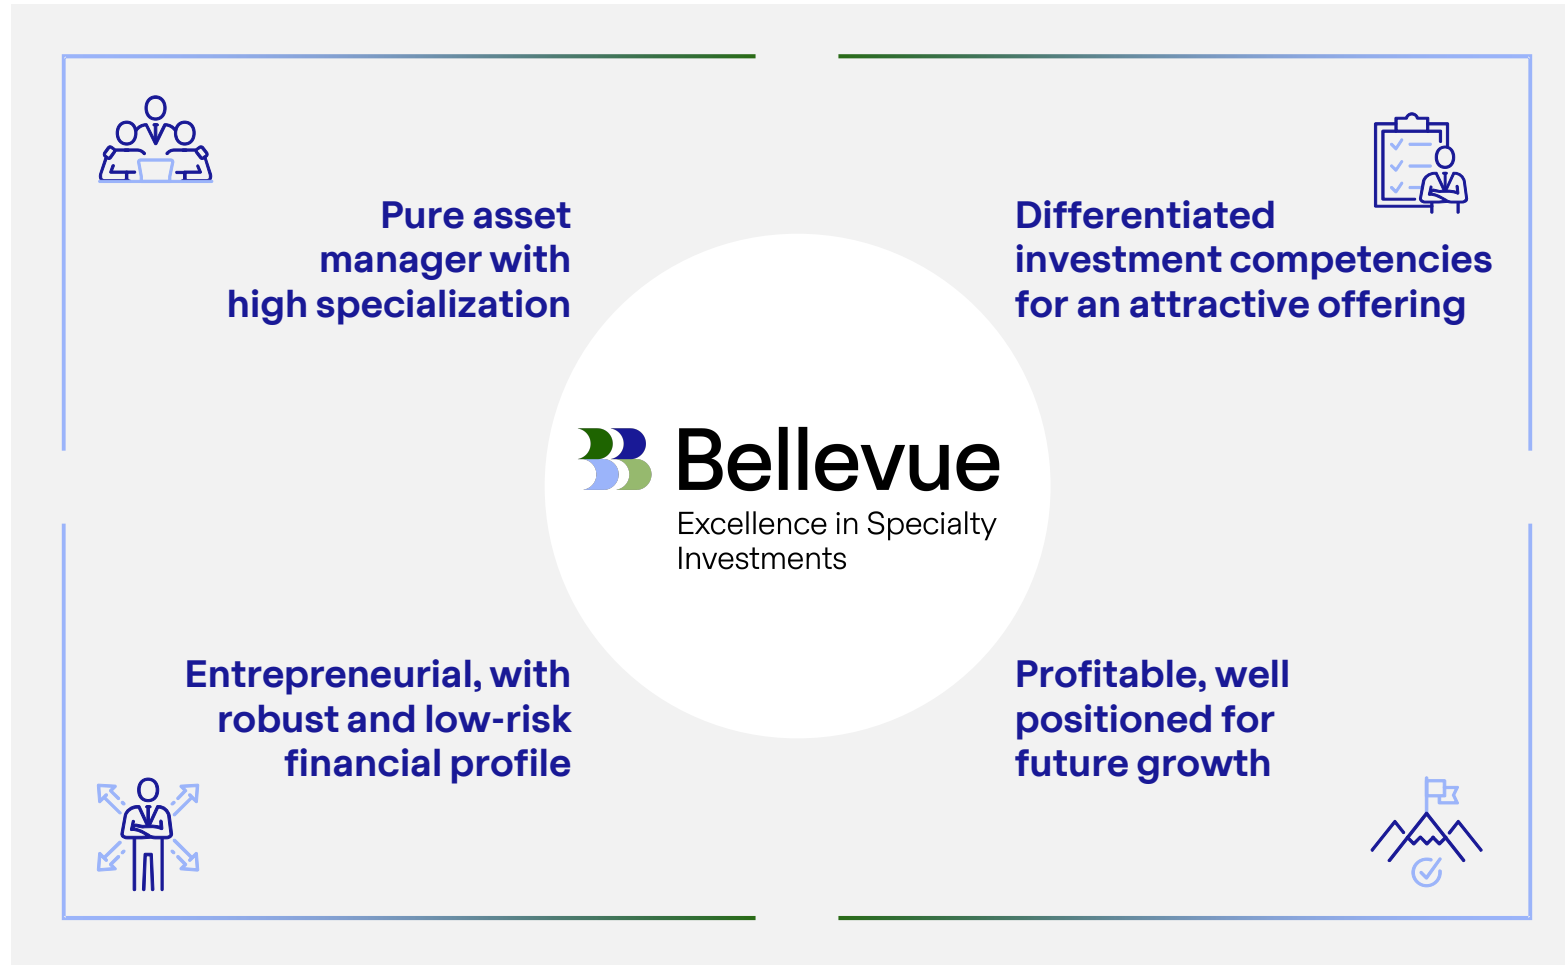 Pure asset
manager with
high specialization
Differentiated
investment competencies
for an attractive offering
Bellevue
Excellence in Specialty
Investments
Entrepreneurial, with
robust and low-risk
financial profile
Profitable, well
positioned for
future growth